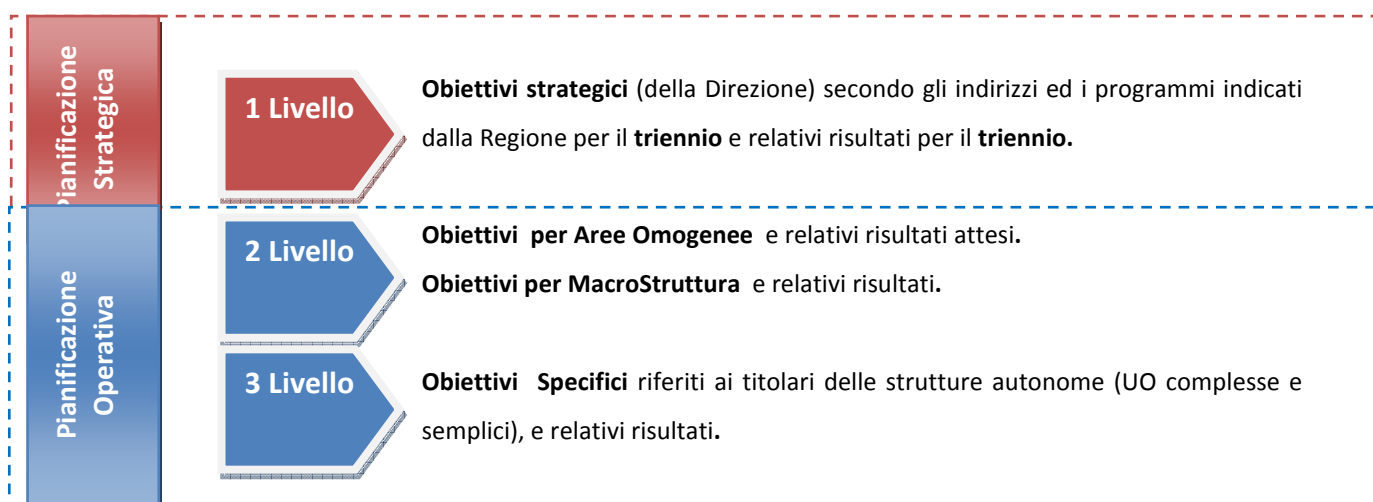 Pianificazione
Strategica
1 Livello
Obiettivi strategici (della Direzione) secondo gli indirizzi ed i programmi indicati
dalla Regione per il triennio e relativi risultati per il triennio.
Pianificazione
Operativa
2 Livello
Obiettivi per Aree Omogenee e relativi risultati attesi.
Obiettivi per MacroStruttura e relativi risultati.
3 Livello
Obiettivi Specifici riferiti ai titolari delle strutture autonome (UO complesse e
semplici), e relativi risultati.